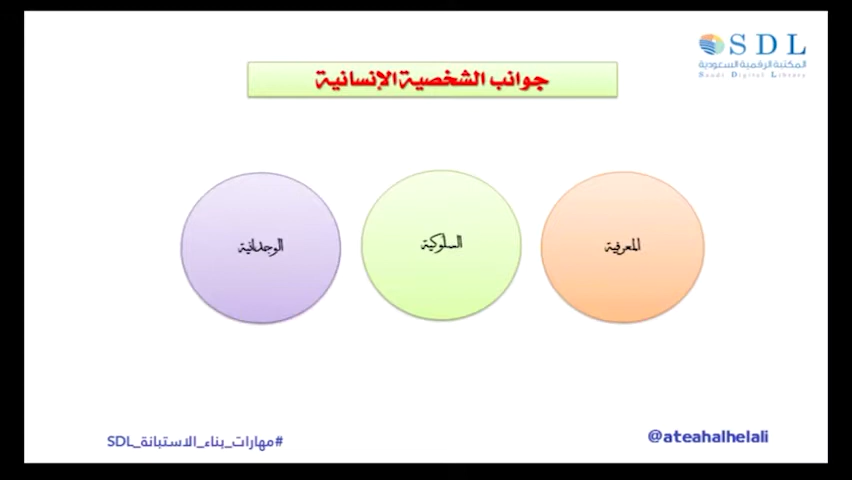 SDL
المكتبة الرقمية السعودية
Saudi Digital Library
جوانب الشخصية الإنسانية
المعرفية
السلوكية
الوجدانية
@ateahalhelali
#مهارات_بناء_الاستبانة_SDL